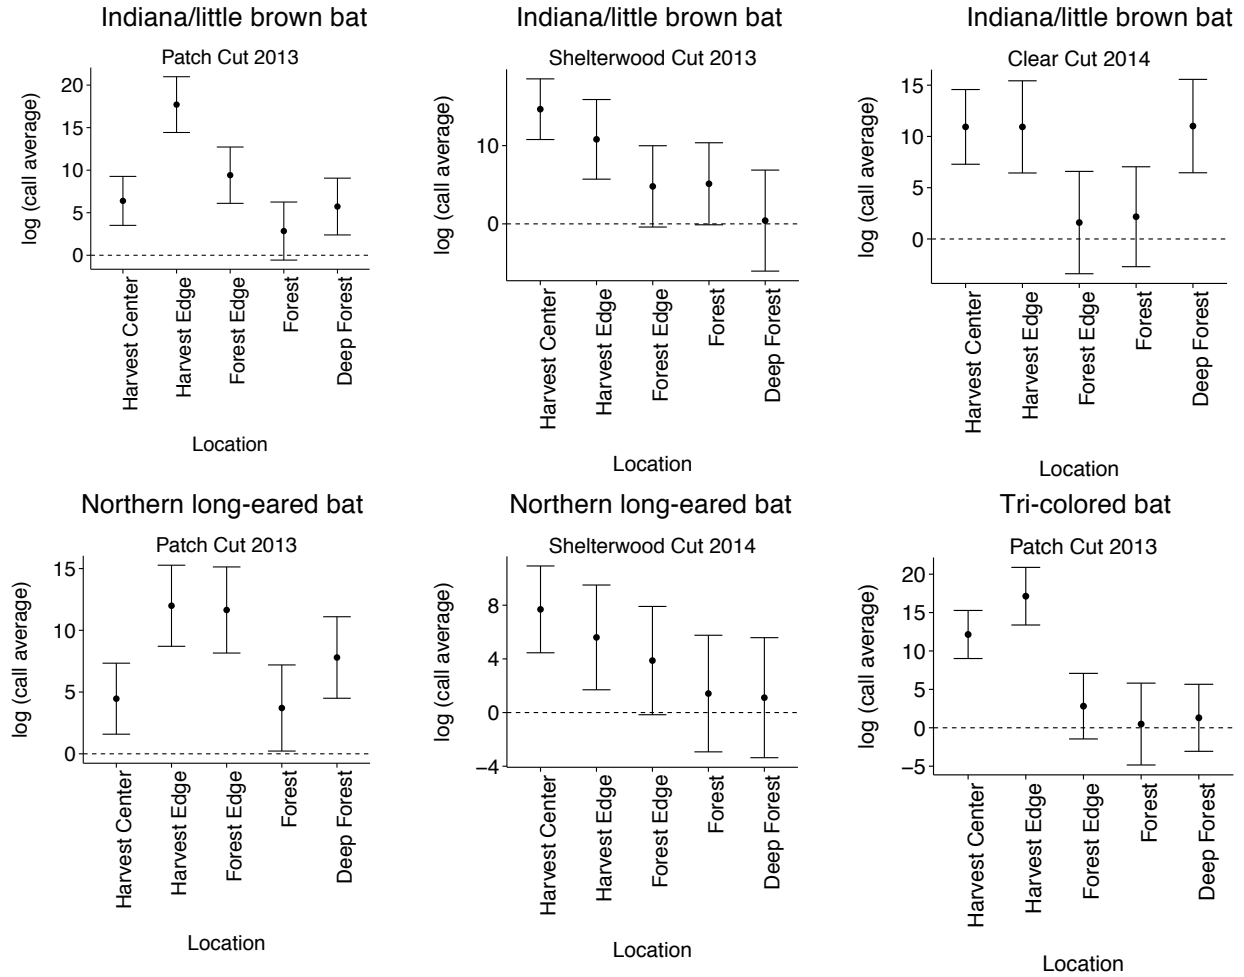 Indiana/little brown bat
Patch Cut 2013
log (call average)
20
15
10
5
0
Harvest Center
Harvest Edge
Forest Edge
Forest
Deep Forest
Location
Indiana/little brown bat
Shelterwood Cut 2013
log (call average)
10
0
Harvest Center
Harvest Edge
Forest Edge
Forest
Deep Forest
Location
Indiana/little brown bat
Clear Cut 2014
log (call average)
15
10
5
0
Harvest Center
Harvest Edge
Forest Edge
Forest
Deep Forest
Location
Northern long-eared bat
Patch Cut 2013
log (call average)
15
10
5
0
Harvest Center
Harvest Edge
Forest Edge
Forest
Deep Forest
Location
Northern long-eared bat
Shelterwood Cut 2014
log (call average)
8
4
0
−4
Harvest Center
Harvest Edge
Forest Edge
Forest
Deep Forest
Location
Tri-colored bat
Patch Cut 2013
log (call average)
20
15
10
5
0
−5
Harvest Center
Harvest Edge
Forest Edge
Forest
Deep Forest
Location